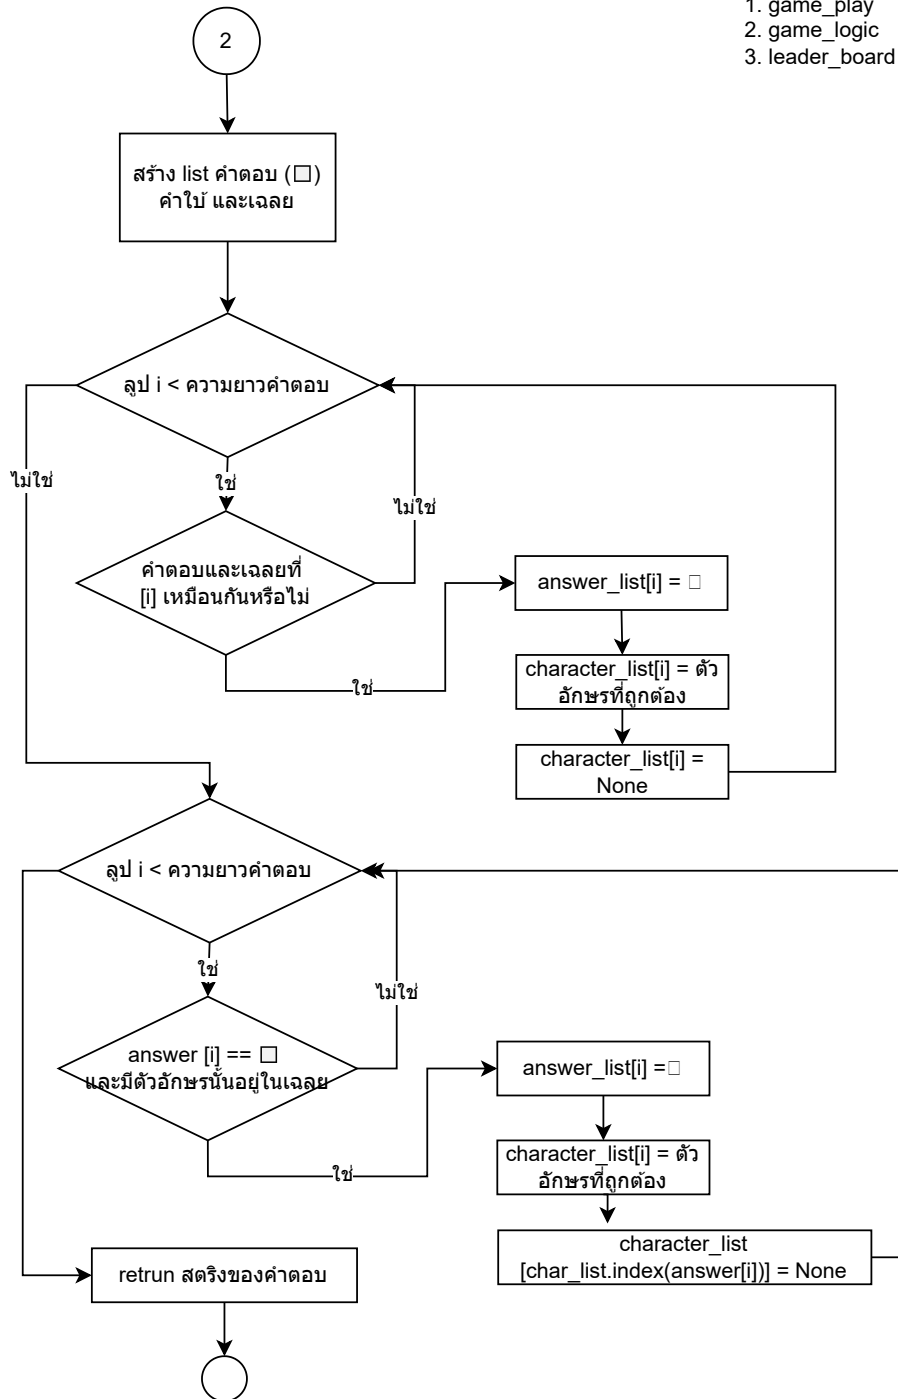 1. game_play
2. game_logic
3. leader_board
2
สร้าง list คำตอบ (⬜)
คำใบ้ และเฉลย
ลูป i < ความยาวคำตอบ
ไม่ใช่
ใช่
ไม่ใช่
คำตอบและเฉลยที่
[i] เหมือนกันหรือไม่
answer_list[i] = □
ใช่
character_list[i] = ตัว
อักษรที่ถูกต้อง
character_list[i] =
None
ลูป i < ความยาวคำตอบ
ใช่
ไม่ใช่
answer [i] == ⬜
และมีตัวอักษรนั้นอยู่ในเฉลย
answer_list[i] =□
ใช่
character_list[i] = ตัว
อักษรที่ถูกต้อง
character_list
[char_list.index(answer[i])] = None
retrun สตริงของคำตอบ